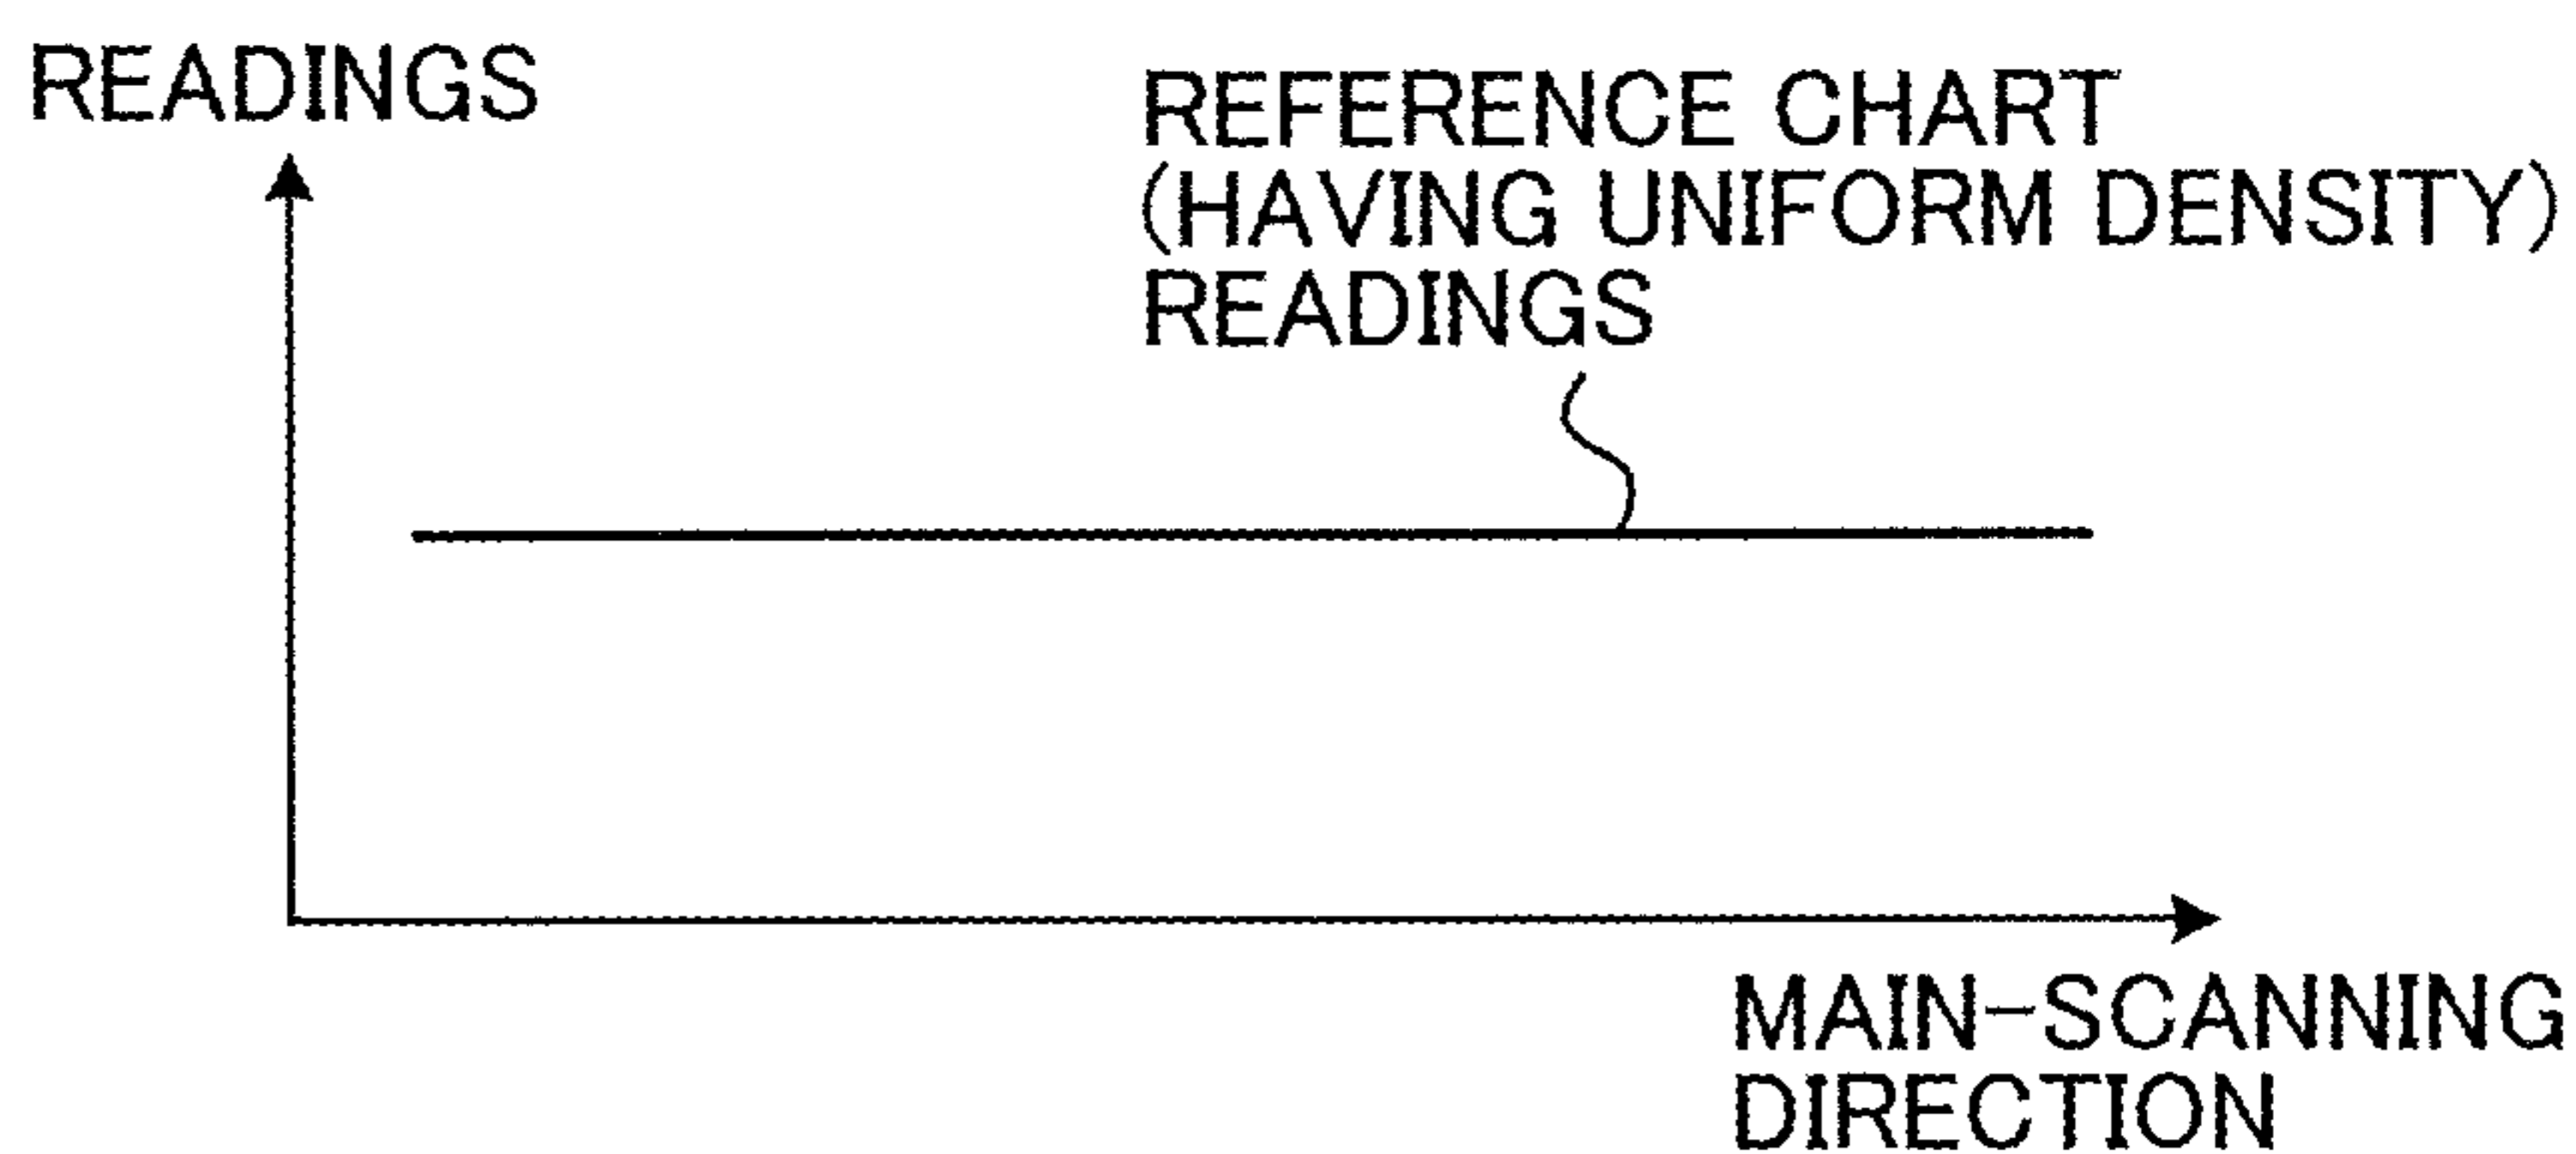 READINGS
REFERENCE CHART
(HAVING UNIFORM DENSITY)
READINGS
MAIN-SCANNING
DIRECTION